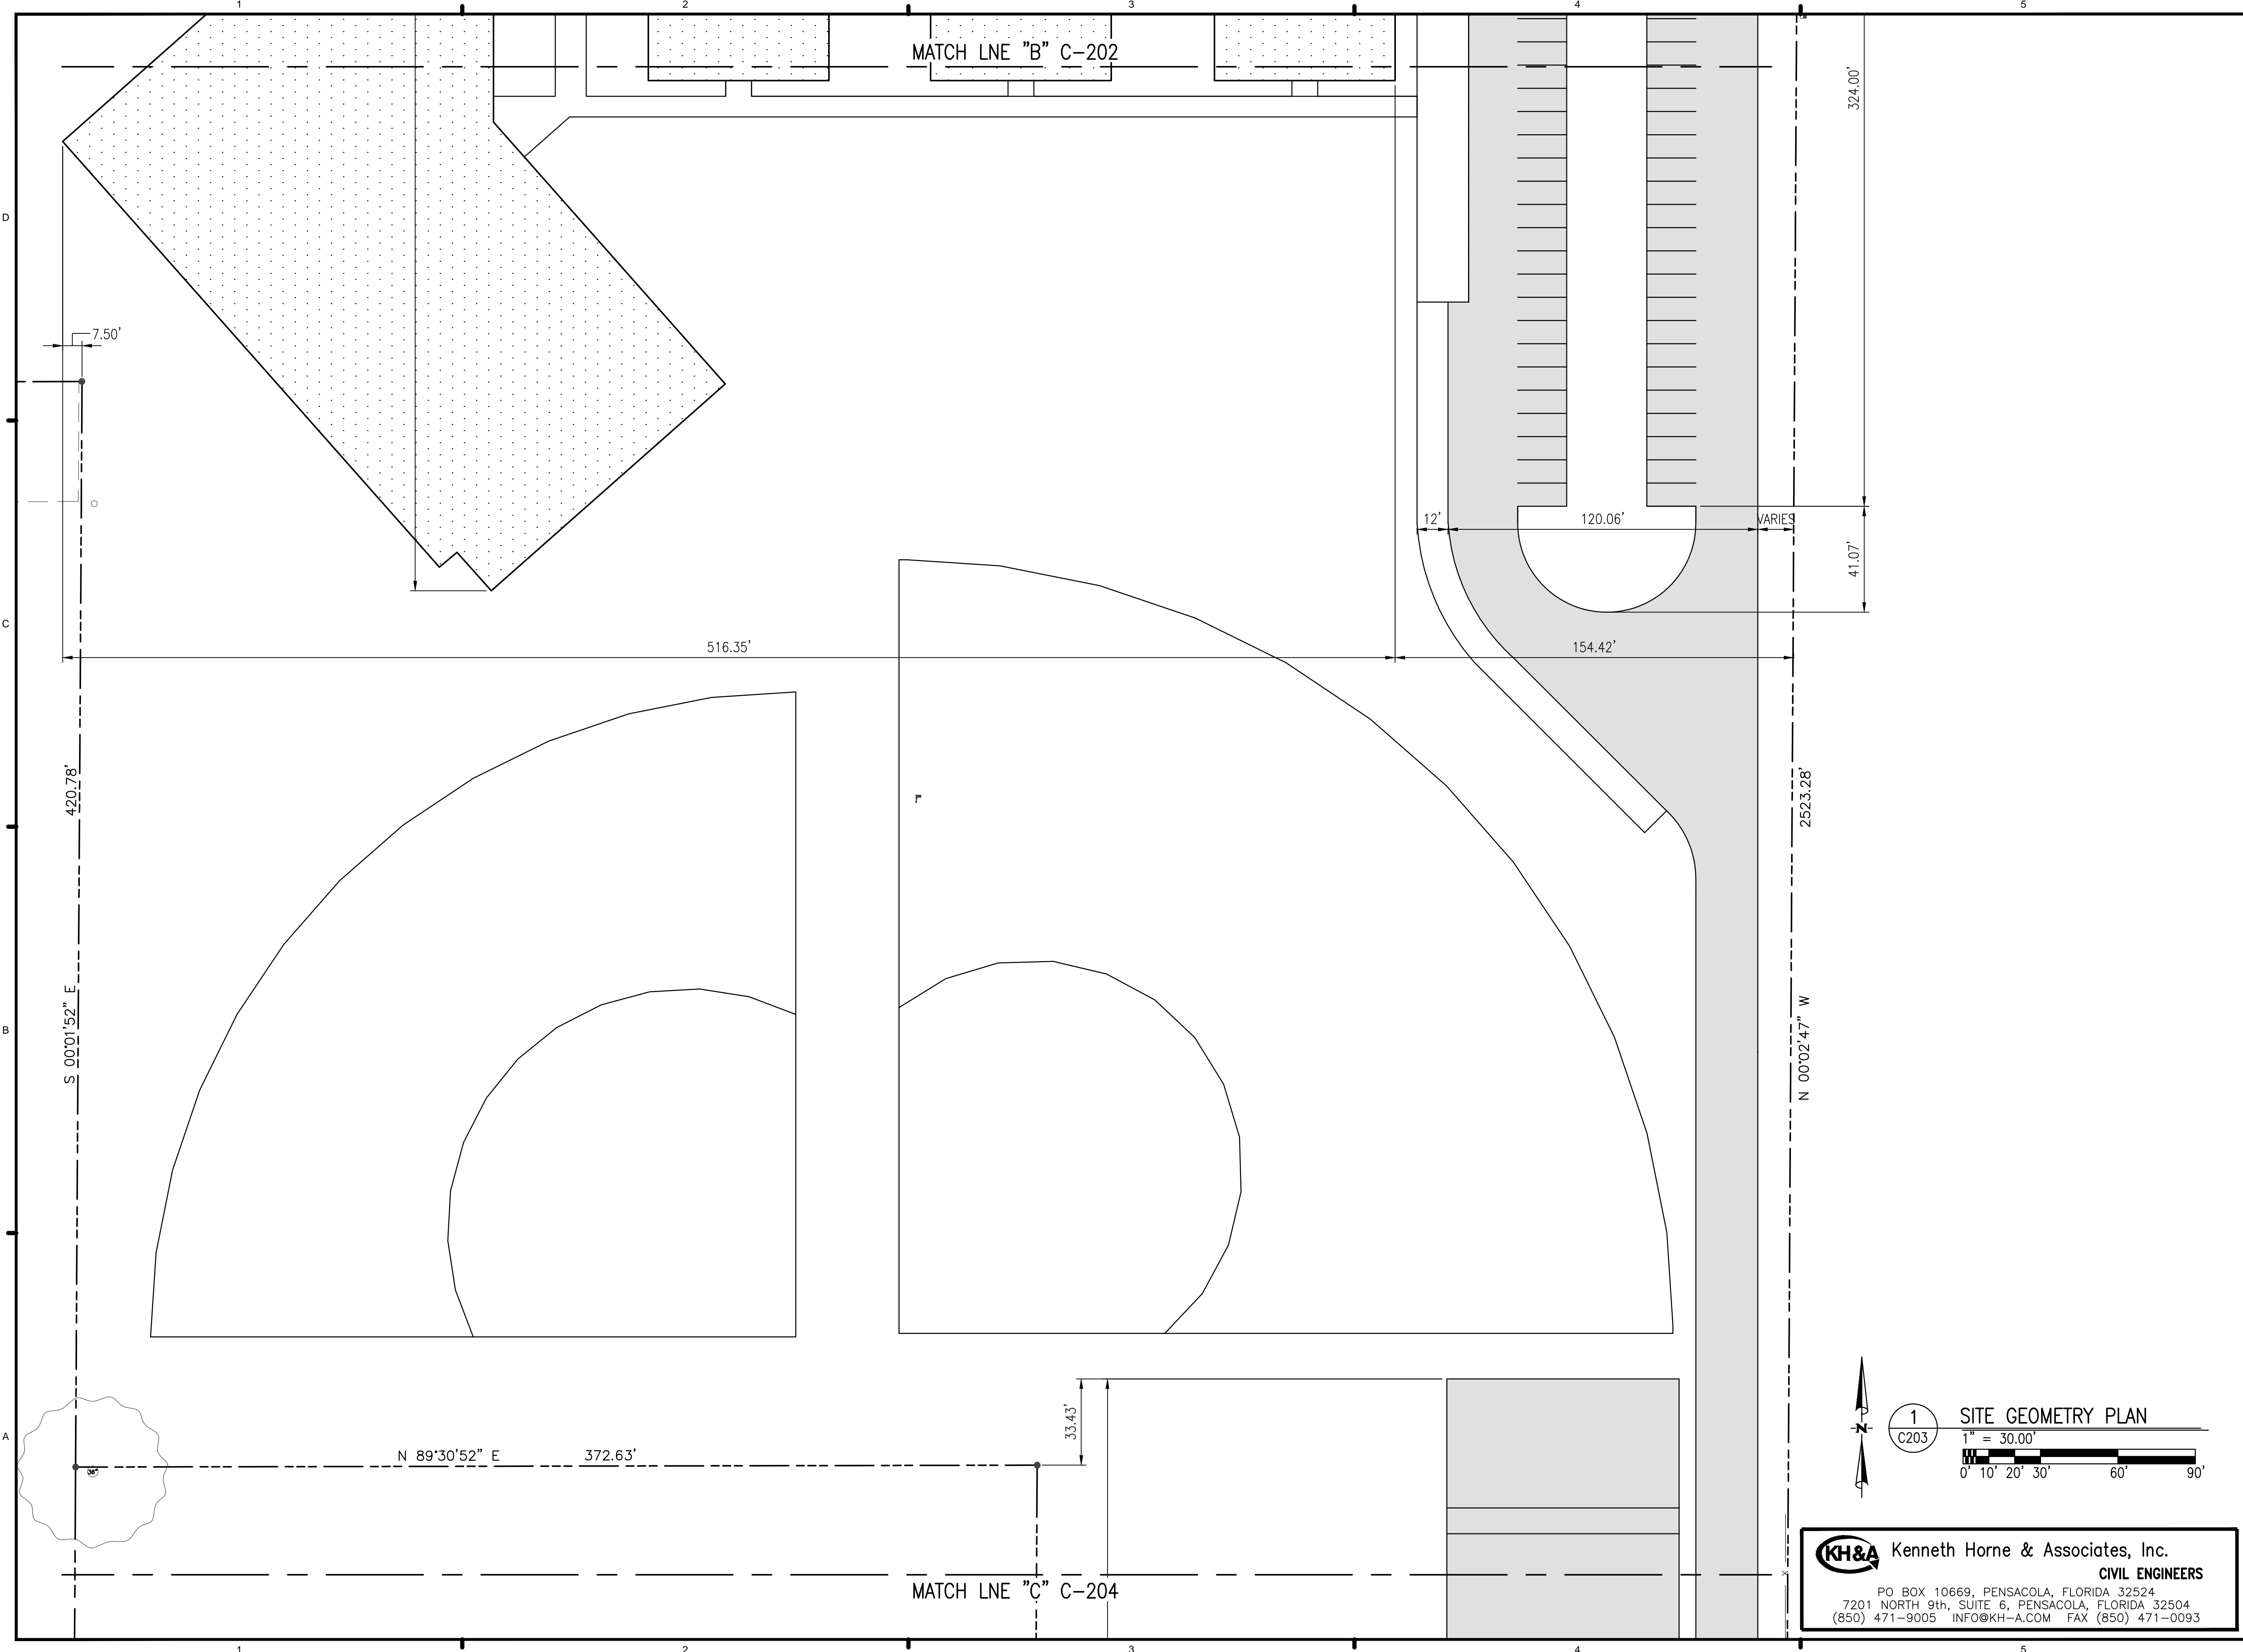 1 2 3 4 5
MATCH LNE "B" C-202
324.00'
D
7.50'
12' 120.06' VARIES
41.07'
C
516.35' 154.42'
420.78'
2523.28'
S 00°01'52" E
N 00°02'47" W
B
33.43'
A
N 89°30'52" E 372.63'
36"
N
1
C203
SITE GEOMETRY PLAN
1" = 30.00'
0' 10' 20' 30' 60' 90'
MATCH LNE "C" C-204
KH&A Kenneth Horne & Associates, Inc.
CIVIL ENGINEERS
PO BOX 10669, PENSACOLA, FLORIDA 32524
7201 NORTH 9th, SUITE 6, PENSACOLA, FLORIDA 32504
(850) 471-9005 INFO@KH-A.COM FAX (850) 471-0093
1 2 3 4 5